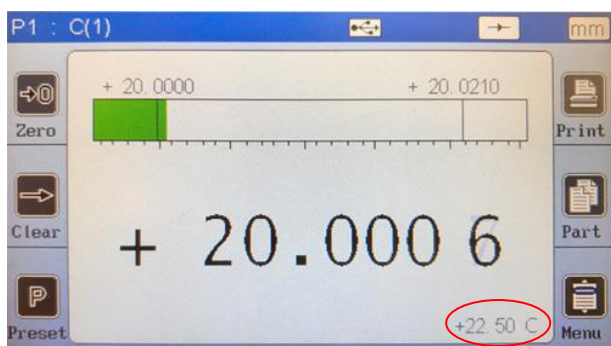 P1 : C(1)
mm
+ 20.0000
+ 20.0210
Zero
Print
+ 20.000 6
Clear
Part
Preset
+22.50 C
Menu